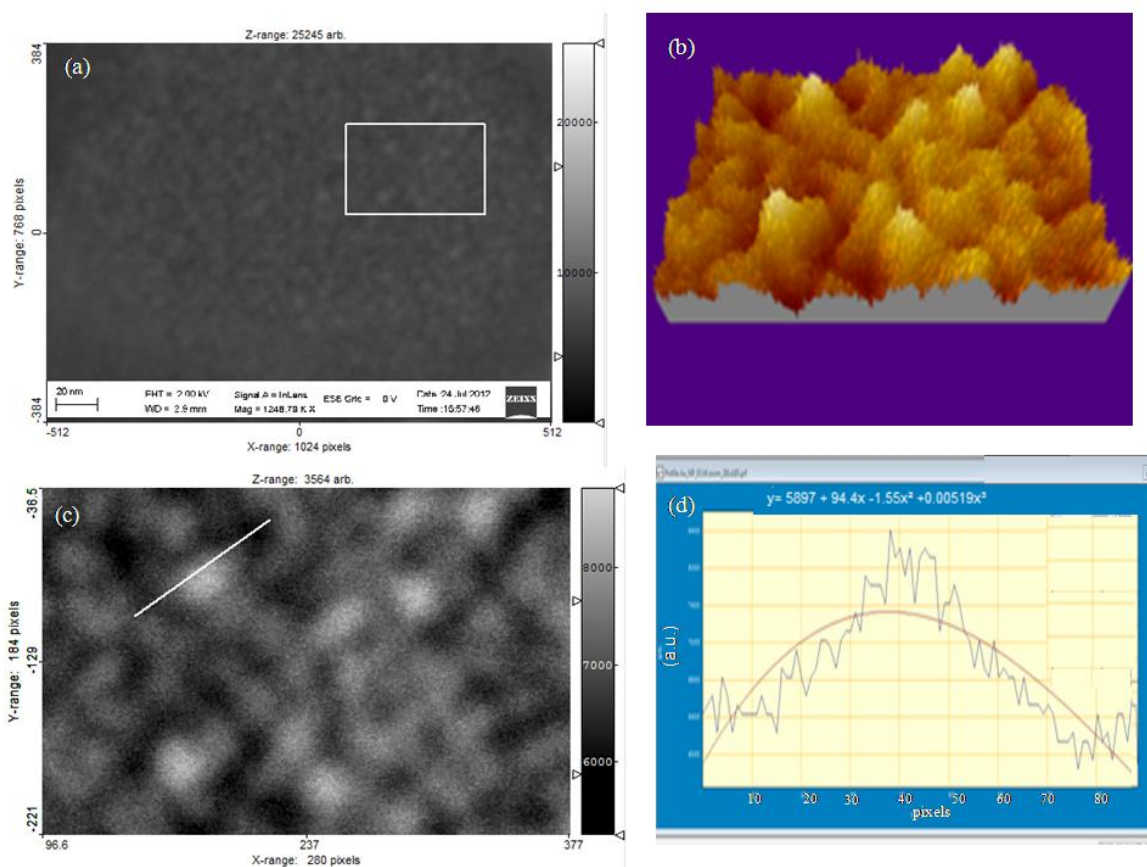 Z-range: 25245 arb.
(a)
384
0
-384
Y-range: 768 pixels
20000
10000
20 nm
EHT = 2.00 kV
WD = 2.9 mm
Signal A = InLens
Mag = 1248.79 K X
ESB Grid = 0 V
Date :24 Jul 2012
Time :15:57:46
ZEISS
-512
0
512
X-range: 1024 pixels
(b)
Z-range: 3564 arb.
(c)
-36.5
-129
-221
Y-range: 184 pixels
8000
7000
6000
96.6
237
377
X-range: 280 pixels
y= 5897 + 94.4x -1.55x² +0.00519x³
(d)
(a.u.)
10 20 30 40 50 60 70 80
pixels